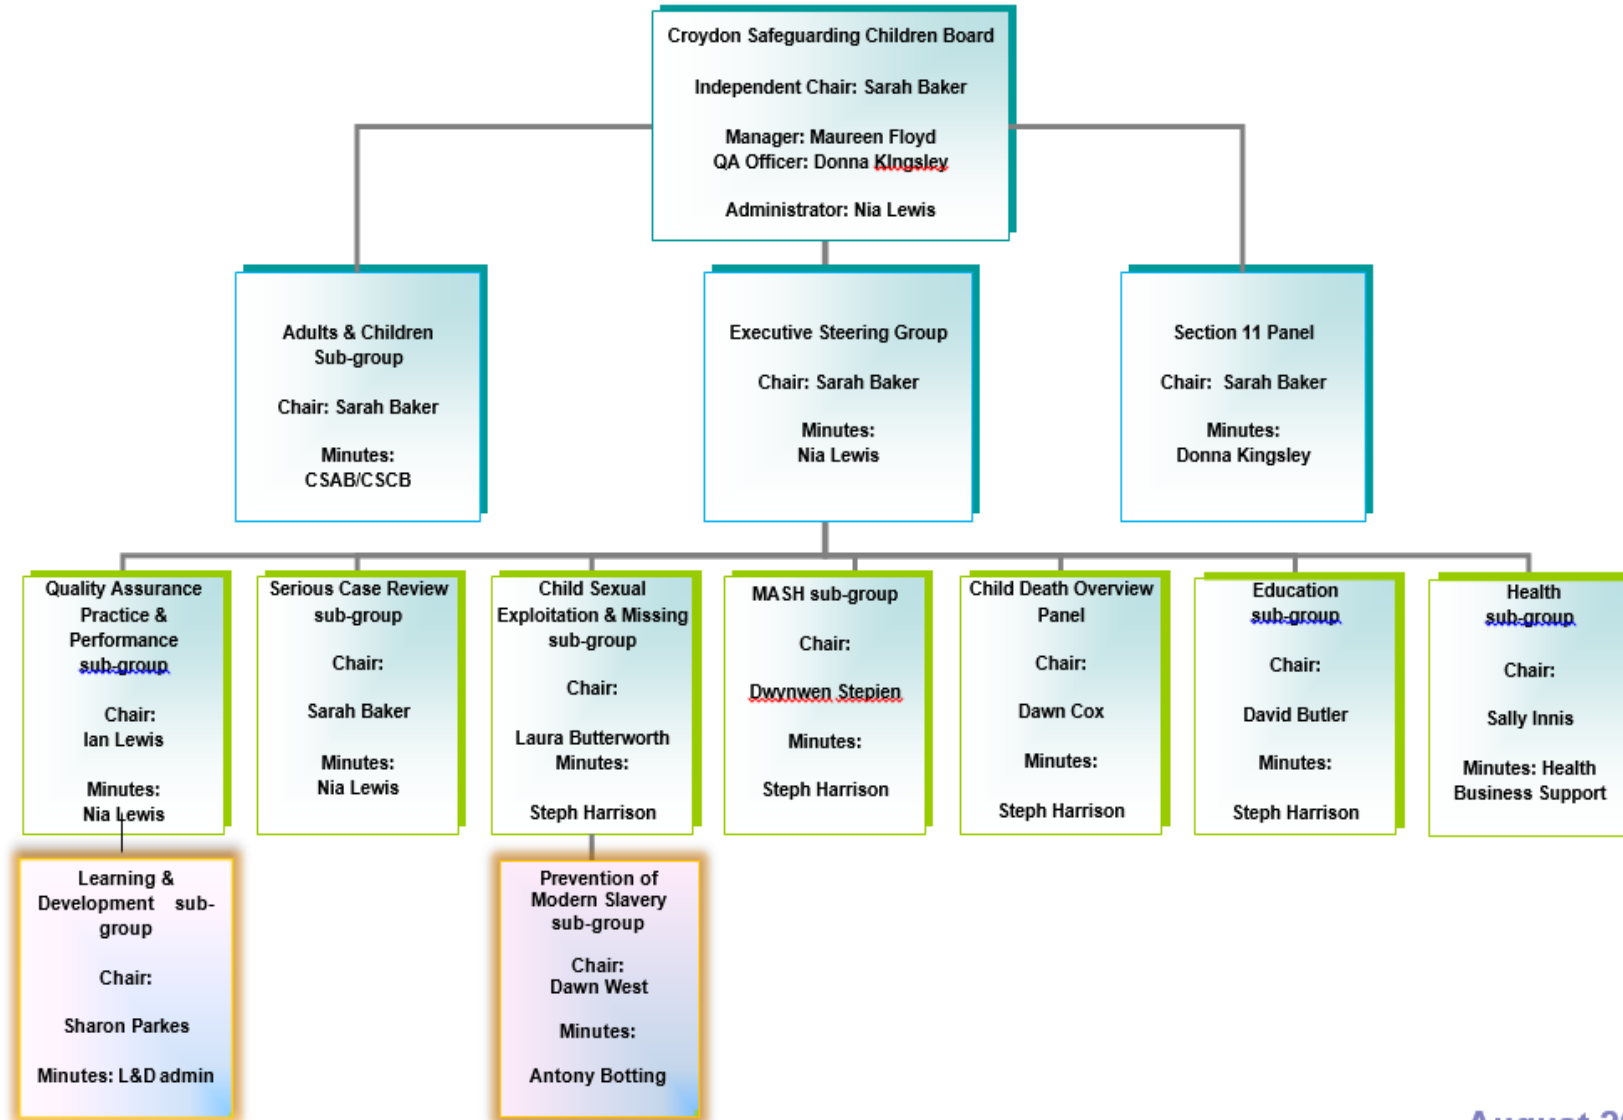 Croydon Safeguarding Children Board
Independent Chair: Sarah Baker
Manager: Maureen Floyd
QA Officer: Donna KIngsley
Administrator: Nia Lewis
Adults & Children
Sub-group
Chair: Sarah Baker
Minutes:
CSAB/CSCB
Executive Steering Group
Chair: Sarah Baker
Minutes:
Nia Lewis
Section 11 Panel
Chair: Sarah Baker
Minutes:
Donna Kingsley
Quality Assurance
Practice &
Performance
sub-group
Chair:
Ian Lewis
Minutes:
Nia Lewis
Serious Case Review
sub-group
Chair:
Sarah Baker
Minutes:
Nia Lewis
Child Sexual
Exploitation & Missing
sub-group
Chair:
Laura Butterworth
Minutes:
Steph Harrison
MASH sub-group
Chair:
Dwynwen Stepien
Minutes:
Steph Harrison
Child Death Overview
Panel
Chair:
Dawn Cox
Minutes:
Steph Harrison
Education
sub-group
Chair:
David Butler
Minutes:
Steph Harrison
Health
sub-group
Chair:
Sally Innis
Minutes: Health
Business Support
Learning &
Development sub-
group
Chair:
Sharon Parkes
Minutes: L&D admin
Prevention of
Modern Slavery
sub-group
Chair:
Dawn West
Minutes:
Antony Botting
August